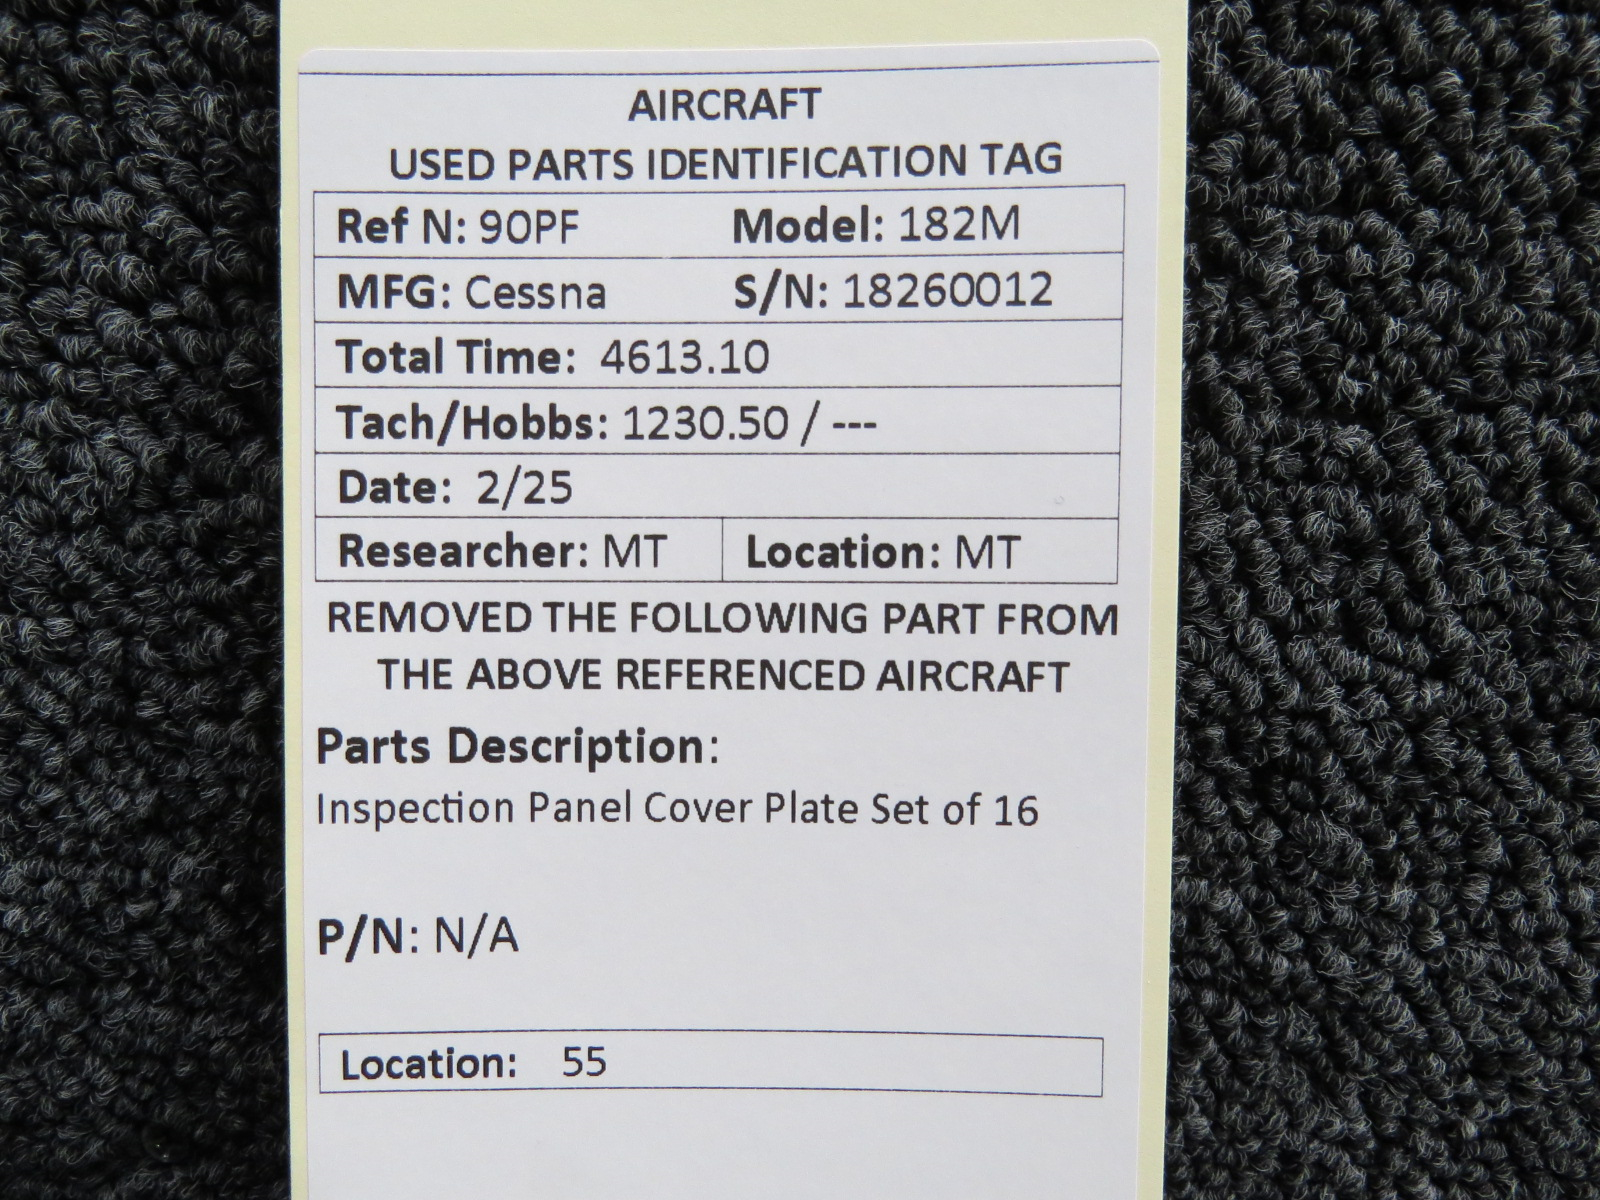 AIRCRAFT
USED PARTS IDENTIFICATION TAG
Ref N: 90PF Model: 182M
MFG: Cessna S/N: 18260012
Total Time: 4613.10
Tach/Hobbs: 1230.50 / ---
Date: 2/25
Researcher: MT Location: MT
REMOVED THE FOLLOWING PART FROM
THE ABOVE REFERENCED AIRCRAFT
Parts Description:
Inspection Panel Cover Plate Set of 16
P/N: N/A
Location: 55